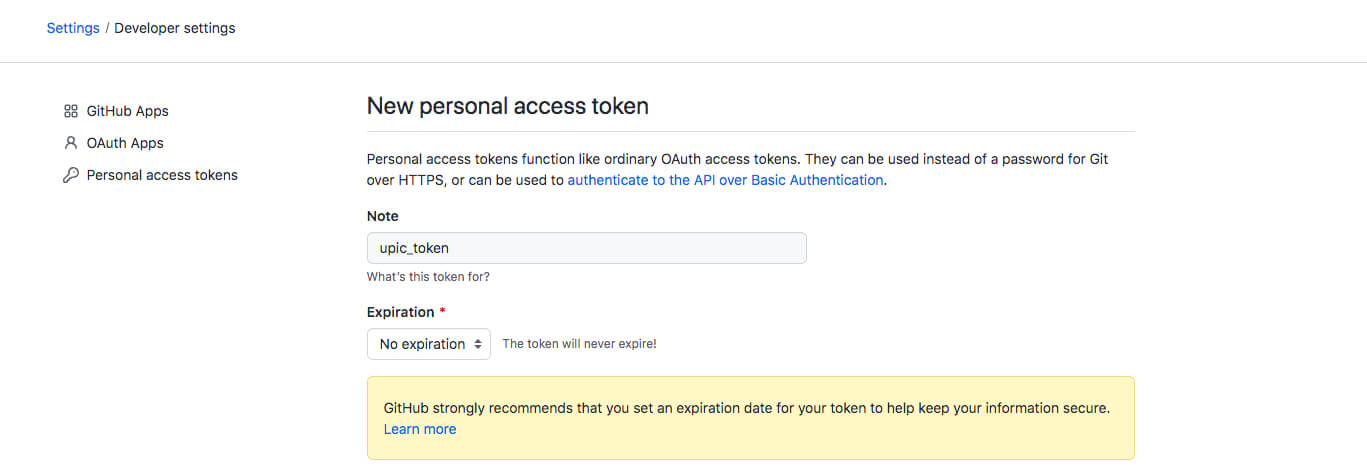 Settings / Developer settings
GitHub Apps
OAuth Apps
Personal access tokens
New personal access token
Personal access tokens function like ordinary OAuth access tokens. They can be used instead of a password for Git
over HTTPS, or can be used to authenticate to the API over Basic Authentication.
Note
upic_token
What's this token for?
Expiration *
No expiration The token will never expire!
GitHub strongly recommends that you set an expiration date for your token to help keep your information secure.
Learn more